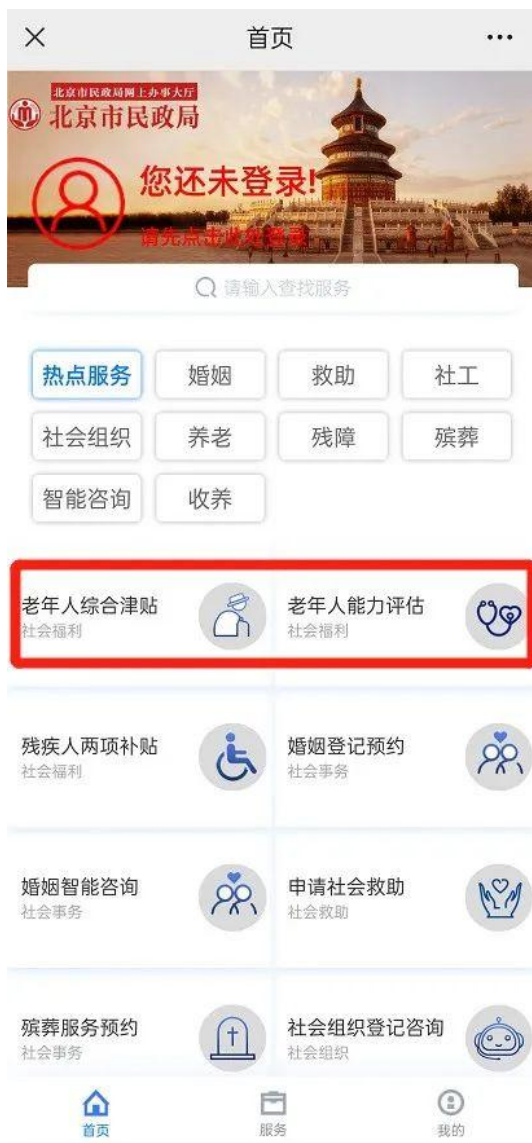 首页
北京市民政局网上办事大厅
北京市民政局
您还未登录!
请先点击此处登录
请输入查找服务
热点服务 婚姻 救助 社工
社会组织 养老 残障 殡葬
智能咨询 收养
老年人综合津贴 老年人能力评估
社会福利 社会福利
残疾人两项补贴 婚姻登记预约
社会福利 社会事务
婚姻智能咨询 申请社会救助
社会事务 社会救助
殡葬服务预约 社会组织登记咨询
社会事务 社会组织
首页 服务 我的